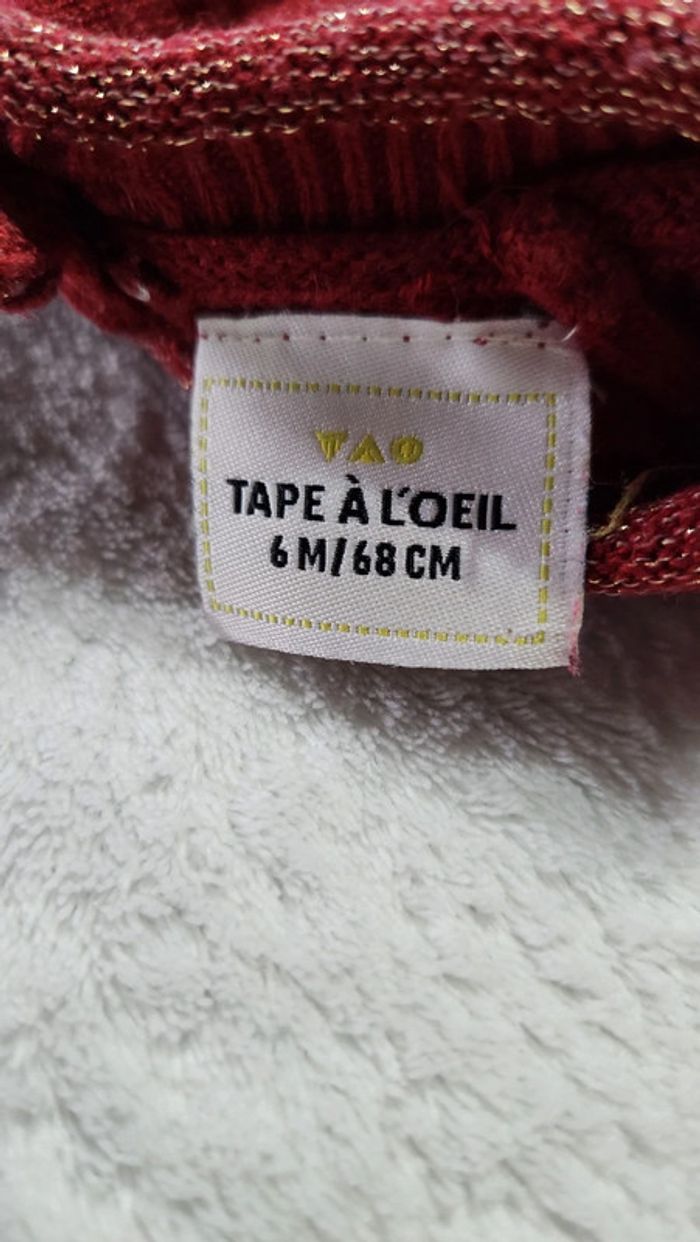 TAO
TAPE À L'OEIL
6 M/68 CM